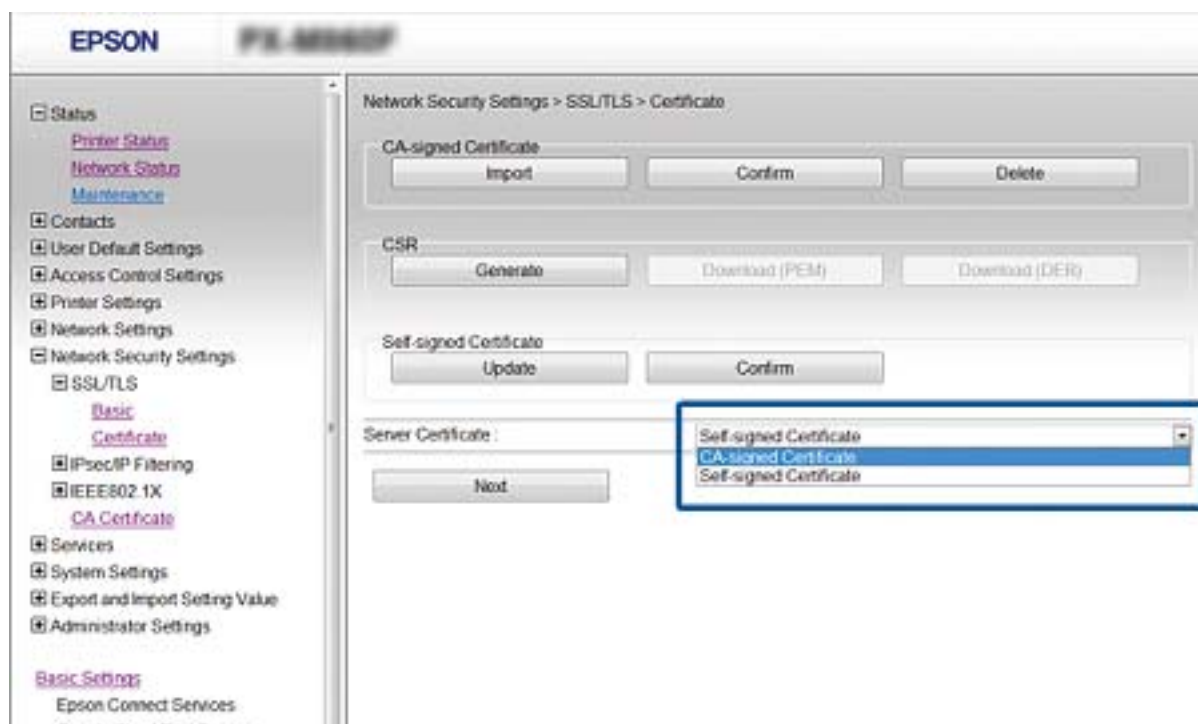 EPSON
Status
Printer Status
Network Status
Maintenance
Contacts
User Default Settings
Access Control Settings
Printer Settings
Network Settings
Network Security Settings
SSL/TLS
Basic
Certificate
IPsec/IP Filtering
IEEE802.1X
CA Certificate
Services
System Settings
Export and Import Setting Value
Administrator Settings
Basic Settings
Epson Connect Services
Network Security Settings > SSL/TLS > Certificate
CA-signed Certificate
Import Confirm Delete
CSR
Generate Download (PEM) Download (DER)
Self-signed Certificate
Update Confirm
Server Certificate : Self-signed Certificate
CA-signed Certificate
Self-signed Certificate
Next